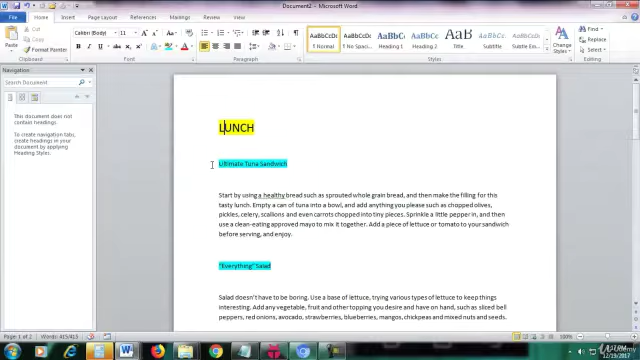 Document2 - Microsoft Word
File
Home
Insert
Page Layout
References
Mailings
Review
View
Paste
Cut
Copy
Format Painter
Clipboard
Calibri (Body)
11
Font
Paragraph
AaBbCcDc
¶ Normal
AaBbCcDc
¶ No Spaci...
AaBbCc
Heading 1
AaBbCc
Heading 2
Title
Subtitle
Subtle Em...
Styles
Change Styles
Find
Replace
Select
Editing
Navigation
Search Document
This document does not contain headings.
To create navigation tabs, create headings in your document by applying Heading Styles.
LUNCH
Ultimate Tuna Sandwich
Start by using a healthy bread such as sprouted whole grain bread, and then make the filling for this
tasty lunch. Empty a can of tuna into a bowl, and add anything you please such as chopped olives,
pickles, celery, scallions and even carrots chopped into tiny pieces. Sprinkle a little pepper in, and then
use a clean-eating approved mayo to mix it together. Add a piece of lettuce or tomato to your sandwich
before serving, and enjoy.
"Everything" Salad
Salad doesn't have to be boring. Use a base of lettuce, trying various types of lettuce to keep things
interesting. Add any vegetable, fruit and other topping you desire and have on hand, such as sliced bell
peppers, red onions, avocado, strawberries, blueberries, mangos, chickpeas and mixed nuts and seeds.
Page: 1 of 2
Words: 415/415
100%
12/19/2017